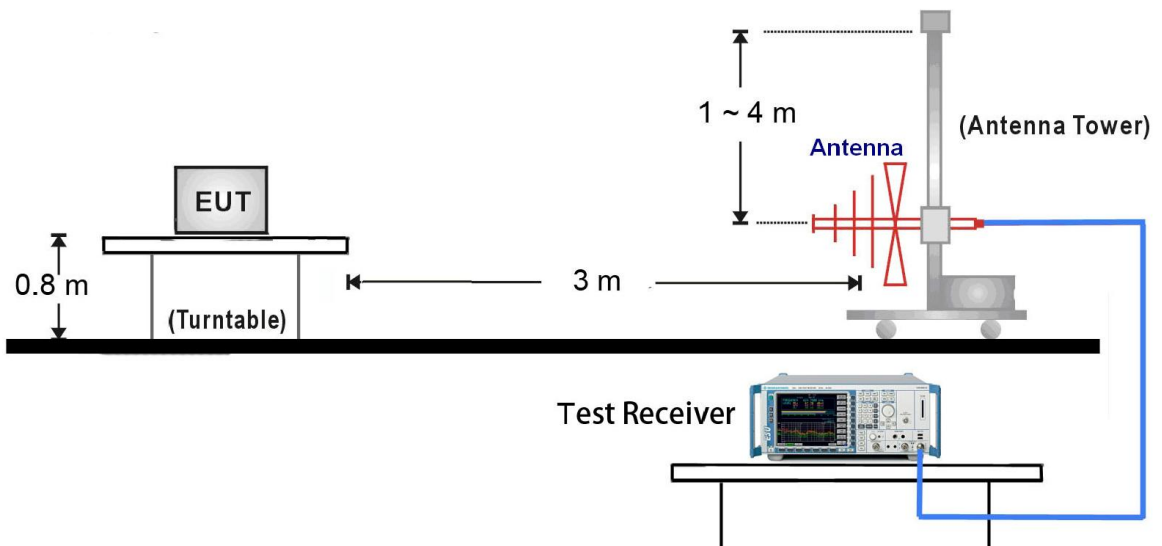 1 ~ 4 m
(Antenna Tower)
Antenna
EUT
0.8 m
3 m
(Turntable)
Test Receiver